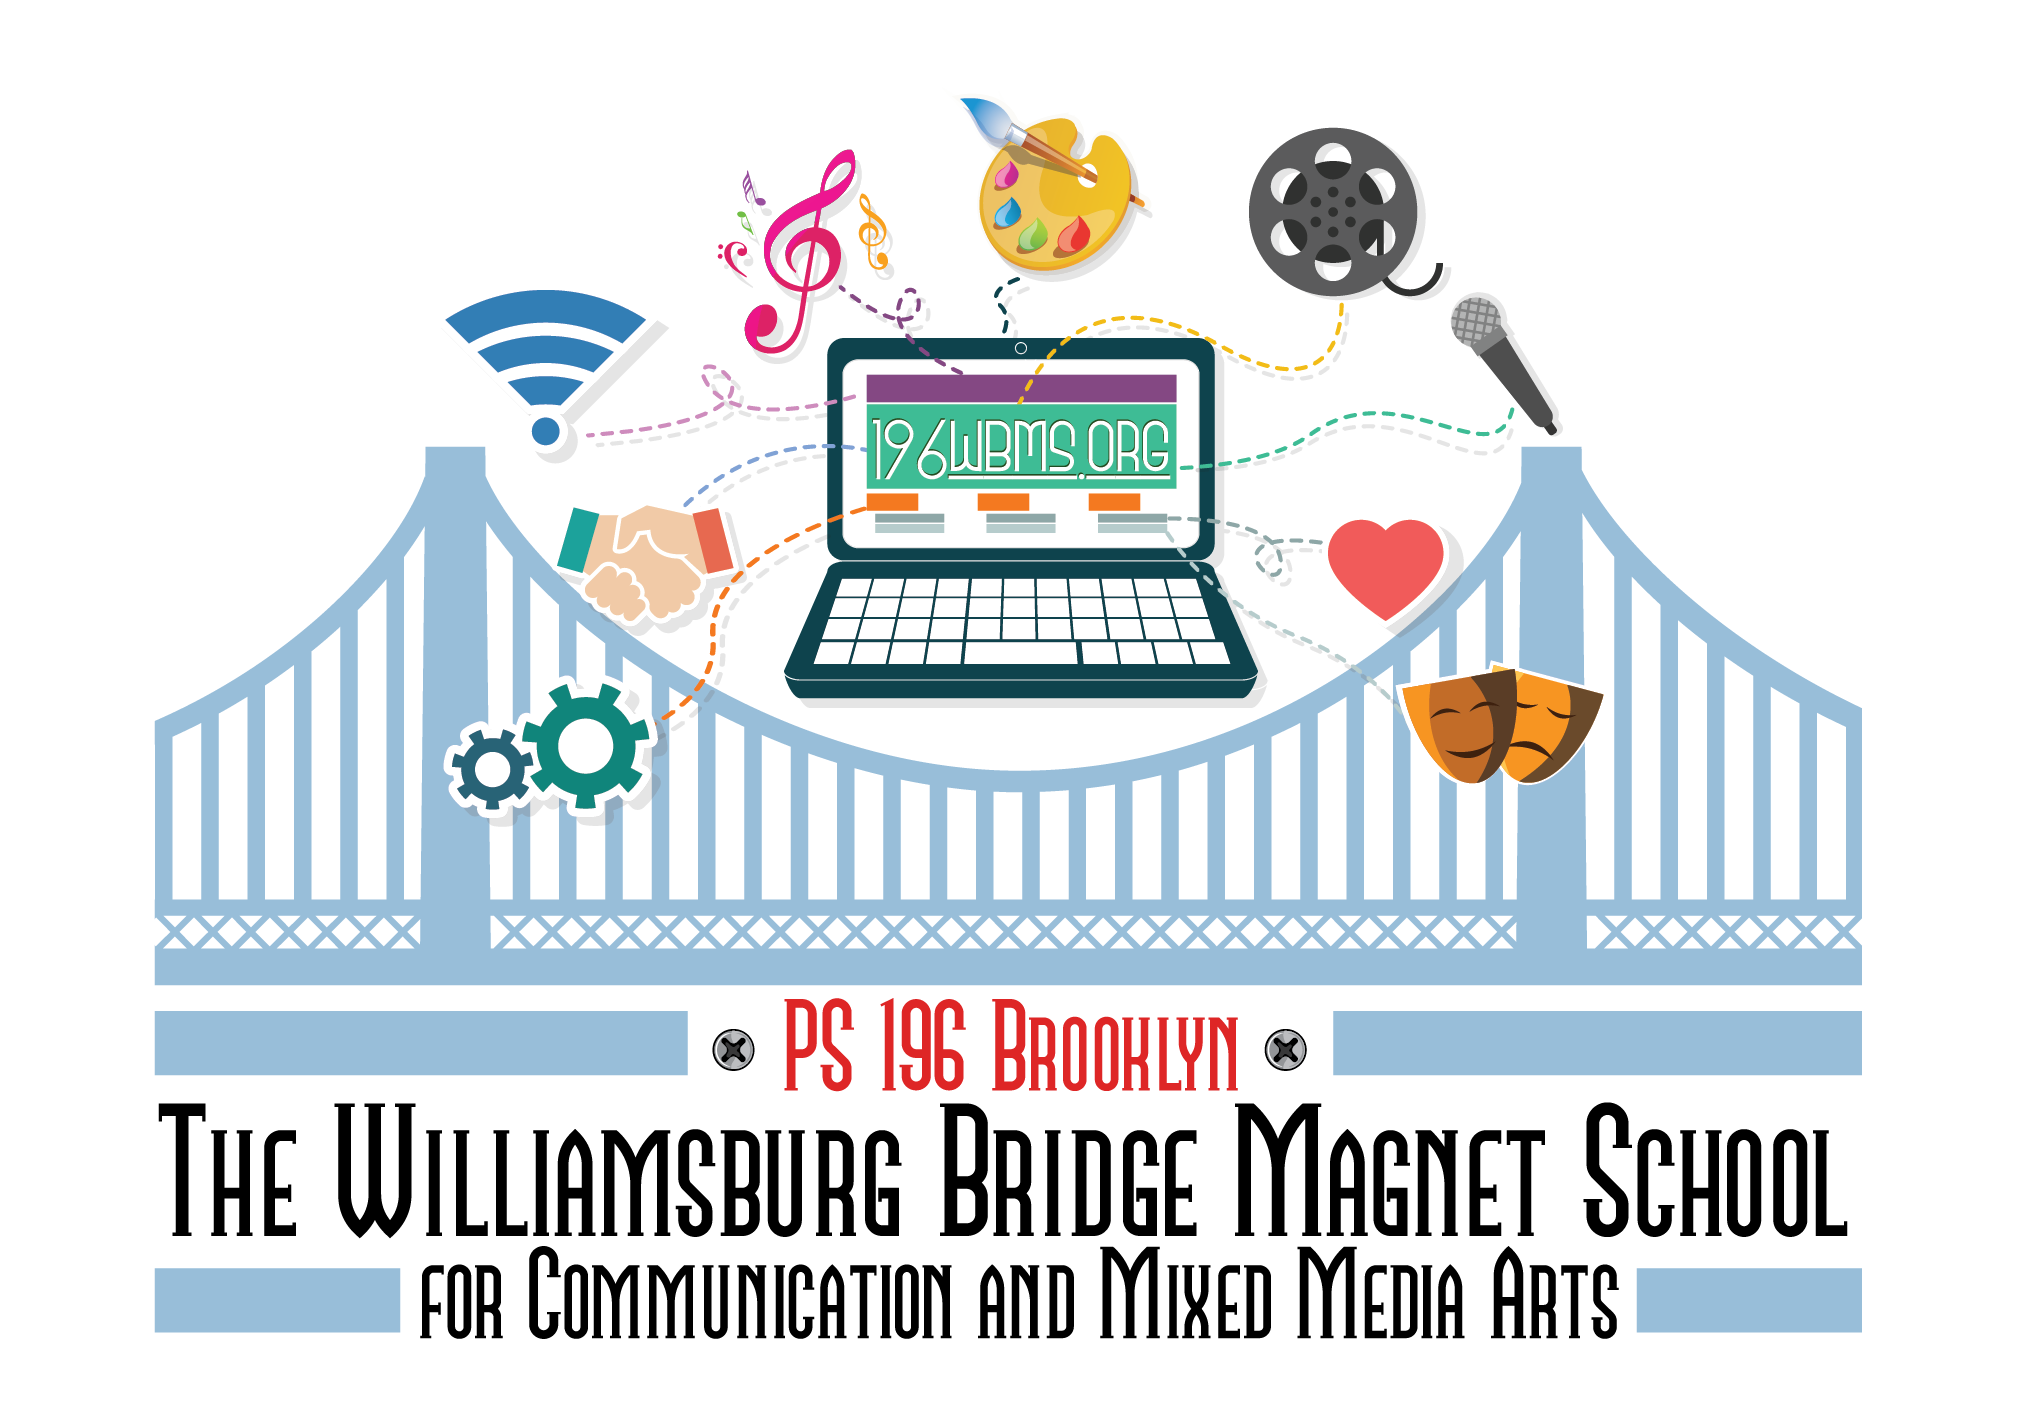 196WBMS.ORG
PS 196 Brooklyn
The Williamsburg Bridge Magnet School
for Communication and Mixed Media Arts